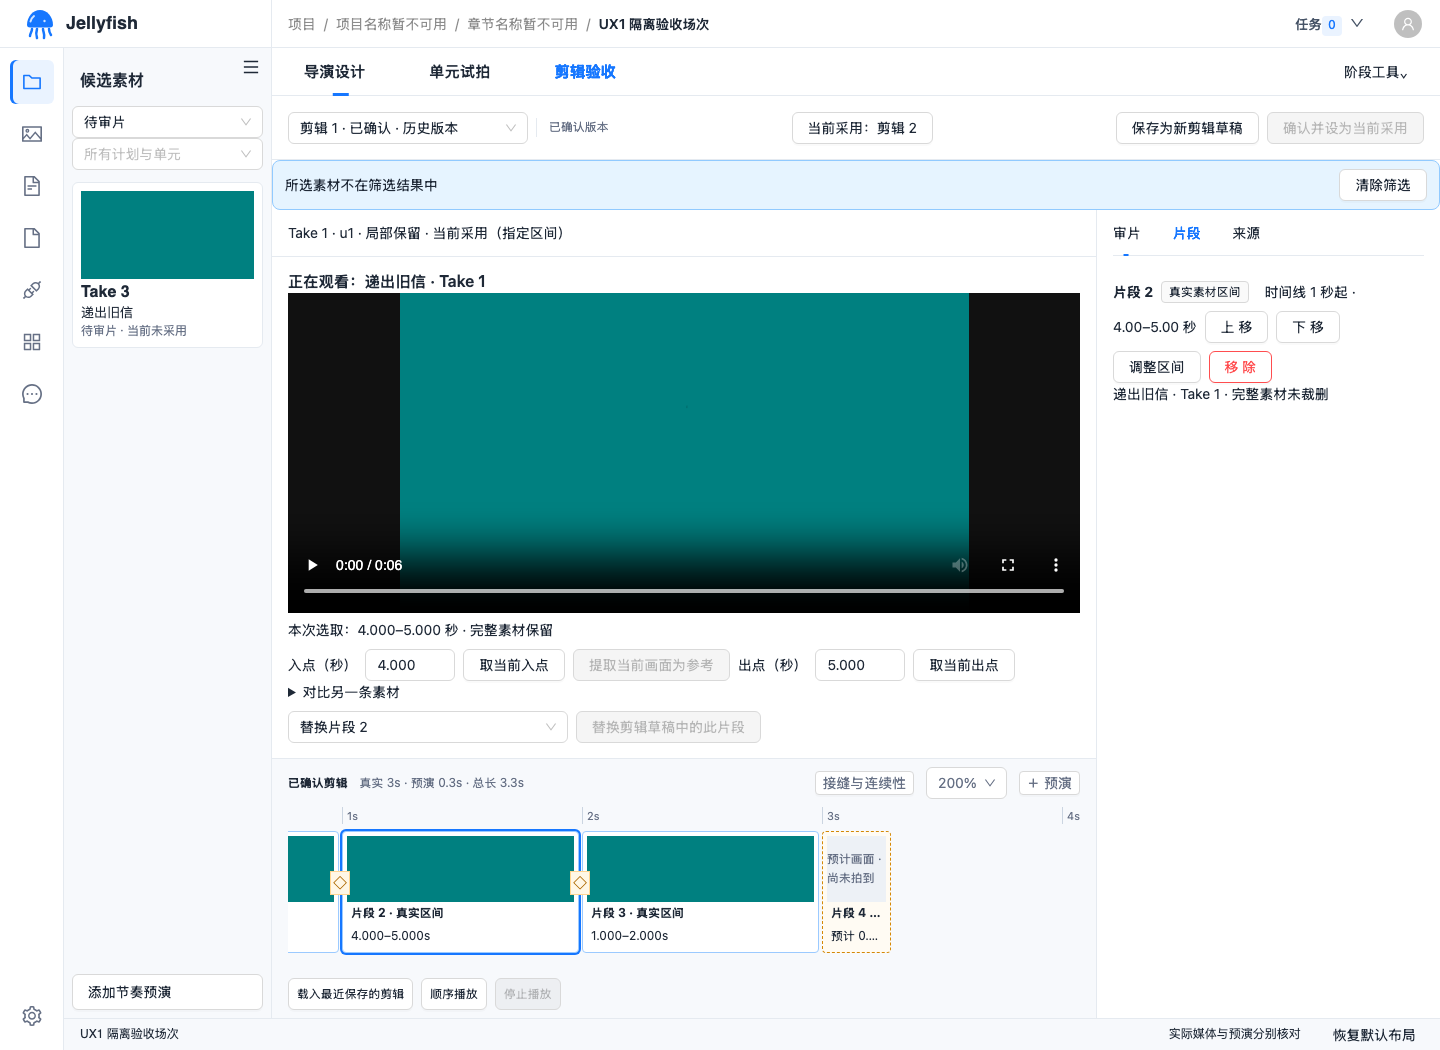 Jellyfish
项目 / 项目名称暂不可用 / 章节名称暂不可用 / UX1 隔离验收场次
任务 0
候选素材
待审片
所有计划与单元
Take 3
递出旧信
待审片 · 当前未采用
添加节奏预演
导演设计 单元试拍 剪辑验收
阶段工具
剪辑 1 · 已确认 · 历史版本 已确认版本 当前采用：剪辑 2 保存为新剪辑草稿 确认并设为当前采用
所选素材不在筛选结果中 清除筛选
Take 1 · u1 · 局部保留 · 当前采用（指定区间）
正在观看：递出旧信 · Take 1
0:00 / 0:06
本次选取：4.000–5.000 秒 · 完整素材保留
入点（秒） 4.000 取当前入点 提取当前画面为参考 出点（秒） 5.000 取当前出点
对比另一条素材
替换片段 2 替换剪辑草稿中的此片段
已确认剪辑 真实 3s · 预演 0.3s · 总长 3.3s 接缝与连续性 200% + 预演
1s 2s 3s 4s
片段 2 · 真实区间
4.000–5.000s
片段 3 · 真实区间
1.000–2.000s
预计画面 ·
尚未拍到
片段 4 ...
预计 0....
载入最近保存的剪辑 顺序播放 停止播放
审片 片段 来源
片段 2 真实素材区间 时间线 1 秒起 ·
4.00–5.00 秒 上 移 下 移
调整区间 移 除
递出旧信 · Take 1 · 完整素材未裁删
UX1 隔离验收场次 实际媒体与预演分别核对 恢复默认布局